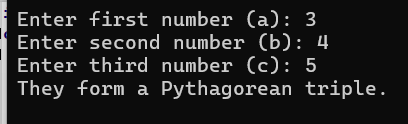 Enter first number (a): 3
Enter second number (b): 4
Enter third number (c): 5
They form a Pythagorean triple.